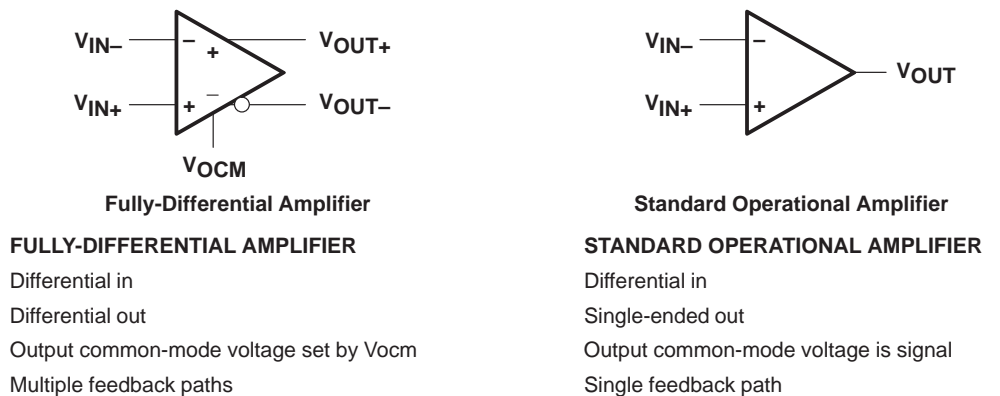 VIN–
VIN+
–
+
+
–
VOUT+
VOUT–
VOCM
Fully-Differential Amplifier
VIN–
VIN+
–
+
VOUT
Standard Operational Amplifier
FULLY-DIFFERENTIAL AMPLIFIER
Differential in
Differential out
Output common-mode voltage set by Vocm
Multiple feedback paths
STANDARD OPERATIONAL AMPLIFIER
Differential in
Single-ended out
Output common-mode voltage is signal
Single feedback path